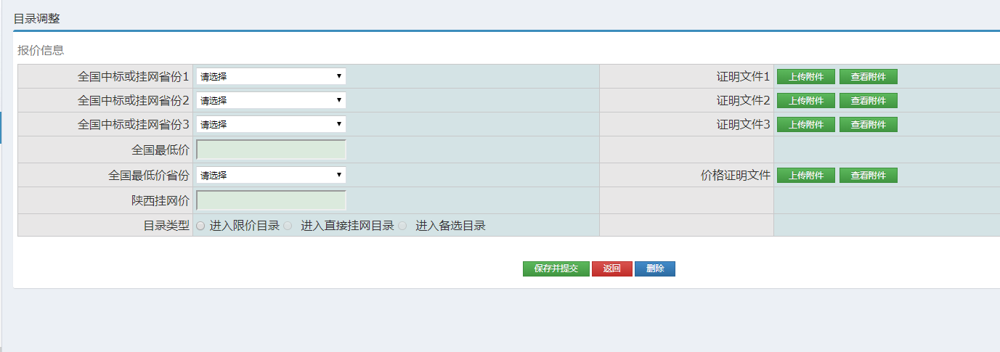 目录调整
报价信息
全国中标或挂网省份1 请选择 证明文件1 上传附件 查看附件
全国中标或挂网省份2 请选择 证明文件2 上传附件 查看附件
全国中标或挂网省份3 请选择 证明文件3 上传附件 查看附件
全国最低价
全国最低价省份 请选择 价格证明文件 上传附件 查看附件
陕西挂网价
目录类型 进入限价目录 进入直接挂网目录 进入备选目录
保存并提交 返回 删除